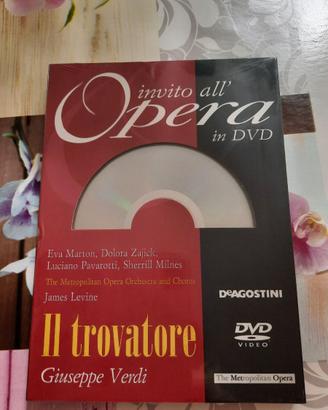 invito all'
Opera
in DVD
Eva Marton, Dolora Zajick,
Luciano Pavarotti, Sherrill Milnes
The Metropolitan Opera Orchestra and Chorus
James Levine
DEAGOSTINI
Il trovatore
DVD
VIDEO
Giuseppe Verdi
The Metropolitan Opera